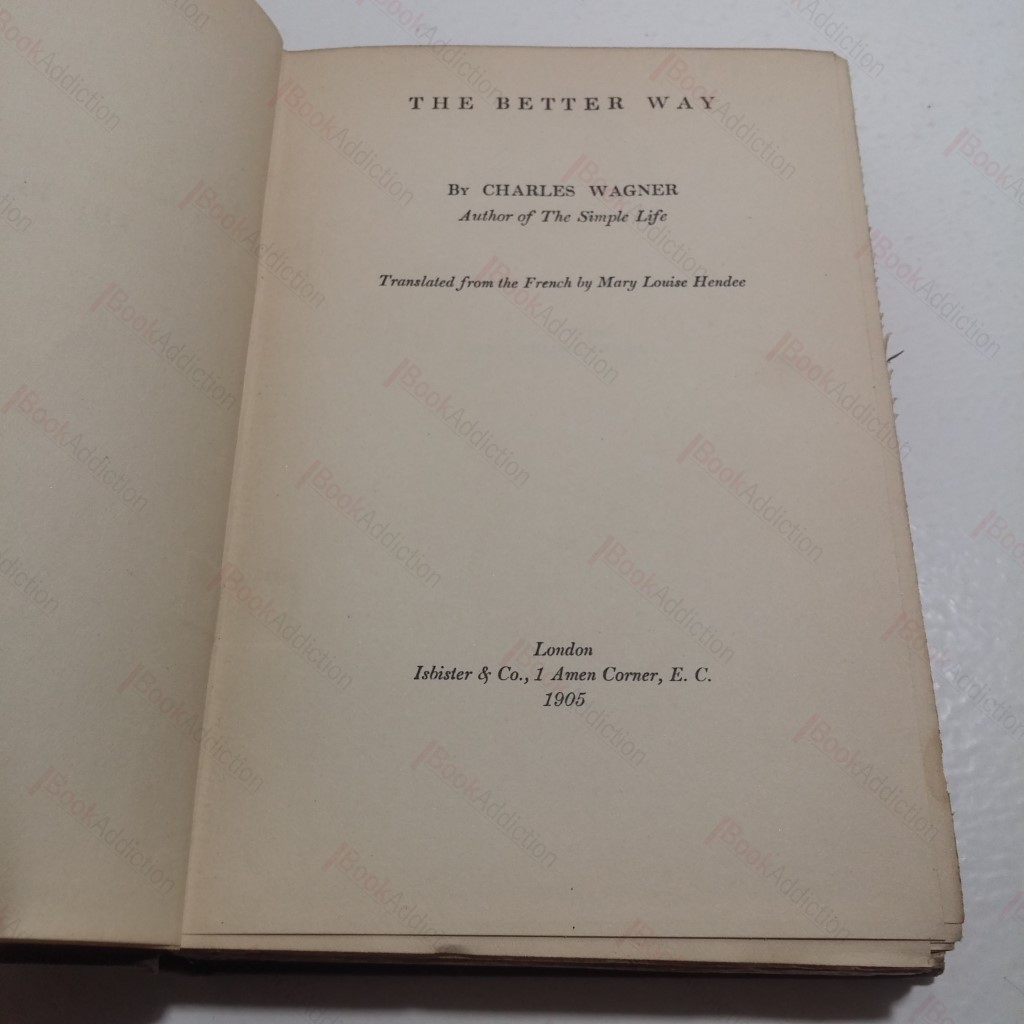 THE BETTER WAY
By CHARLES WAGNER
Author of The Simple Life
Translated from the French by Mary Louise Hendee
London
Isbister & Co., 1 Amen Corner, E. C.
1905
BookAddiction